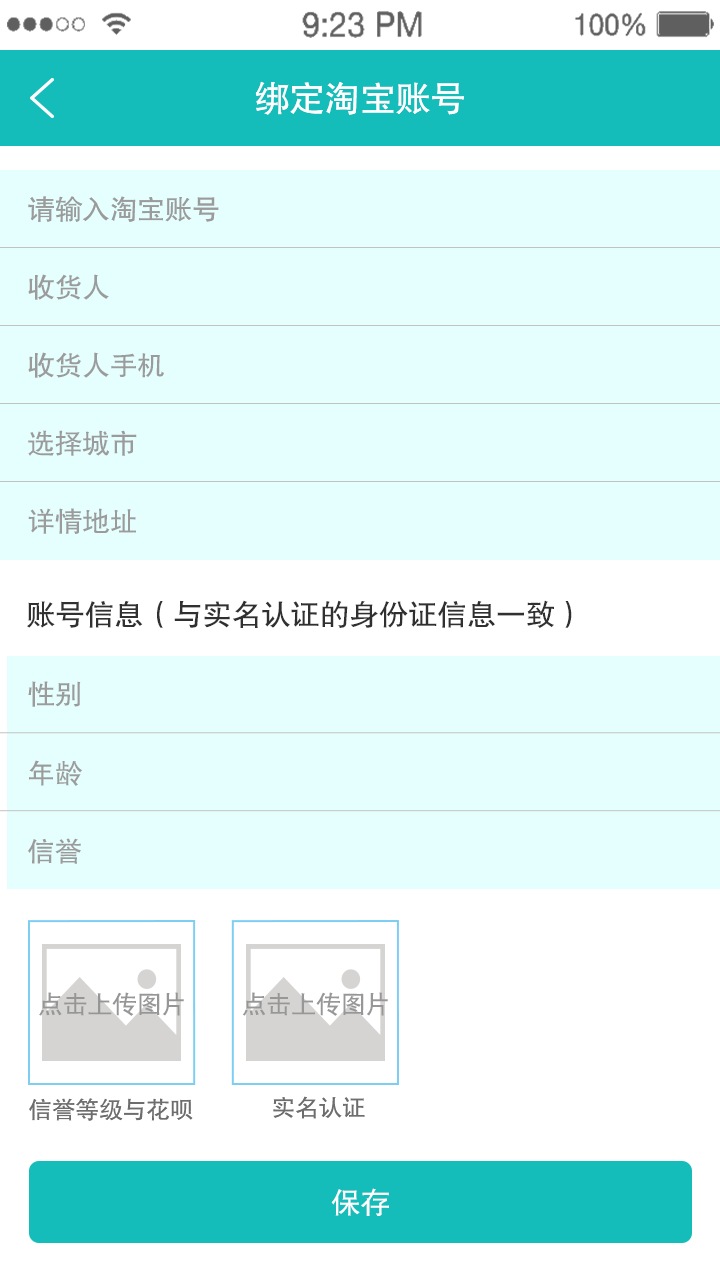 9:23 PM
100%
绑定淘宝账号
请输入淘宝账号
收货人
收货人手机
选择城市
详情地址
账号信息（与实名认证的身份证信息一致）
性别
年龄
信誉
点击上传图片
点击上传图片
信誉等级与花呗
实名认证
保存